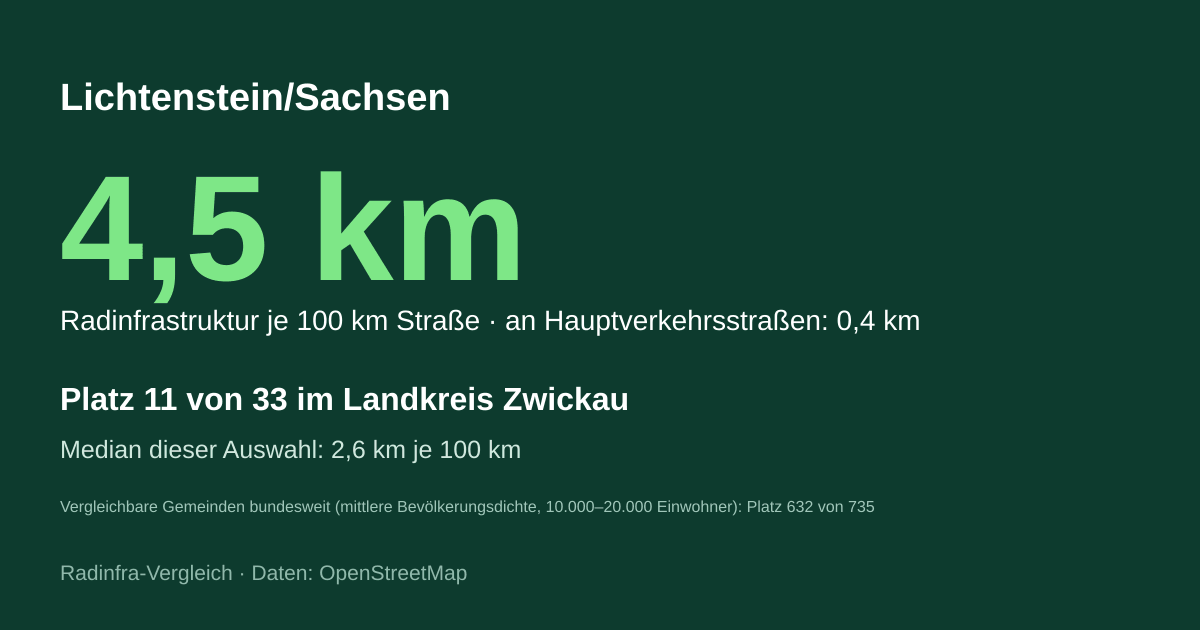 Lichtenstein/Sachsen
4,5 km
Radinfrastruktur je 100 km Straße · an Hauptverkehrsstraßen: 0,4 km
Platz 11 von 33 im Landkreis Zwickau
Median dieser Auswahl: 2,6 km je 100 km
Vergleichbare Gemeinden bundesweit (mittlere Bevölkerungsdichte, 10.000–20.000 Einwohner): Platz 632 von 735
Radinfra-Vergleich · Daten: OpenStreetMap